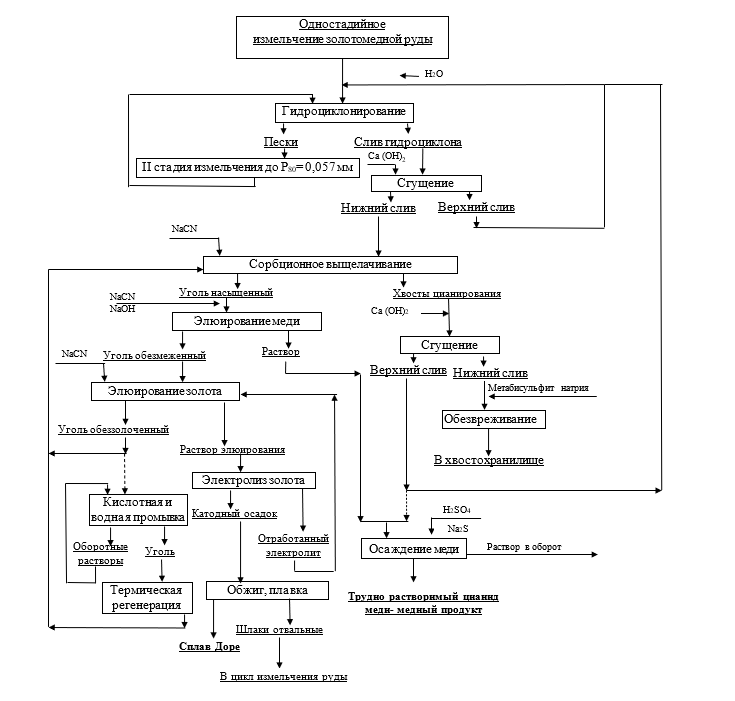 Одностадийное
измельчение золотомедной руды
H2O
Гидроциклонирование
Пески
Слив гидроциклона
Ca (OH)2
II стадия измельчения до P80= 0,057 мм
Сгущение
Нижний слив
Верхний слив
NaCN
Сорбционное выщелачивание
Уголь насыщенный
Хвосты цианирования
NaCN
NaOH
Ca (OH)2
Элюирование меди
Сгущение
Уголь обезмеженный
Раствор
NaCN
Верхний слив
Нижний слив
Метабисульфит натрия
Элюирование золота
Обезвреживание
Уголь обеззолоченный
Раствор элюирования
В хвостохранилище
Электролиз золота
Кислотная и
водная промывка
Катодный осадок
H2SO4
Na2S
Отработанный
электролит
Оборотные
растворы
Уголь
Осаждение меди
Раствор в оборот
Термическая
регенерация
Обжиг, плавка
Трудно растворимый цианид
меди- медный продукт
Шлаки отвальные
Сплав Доре
В цикл измельчения руды